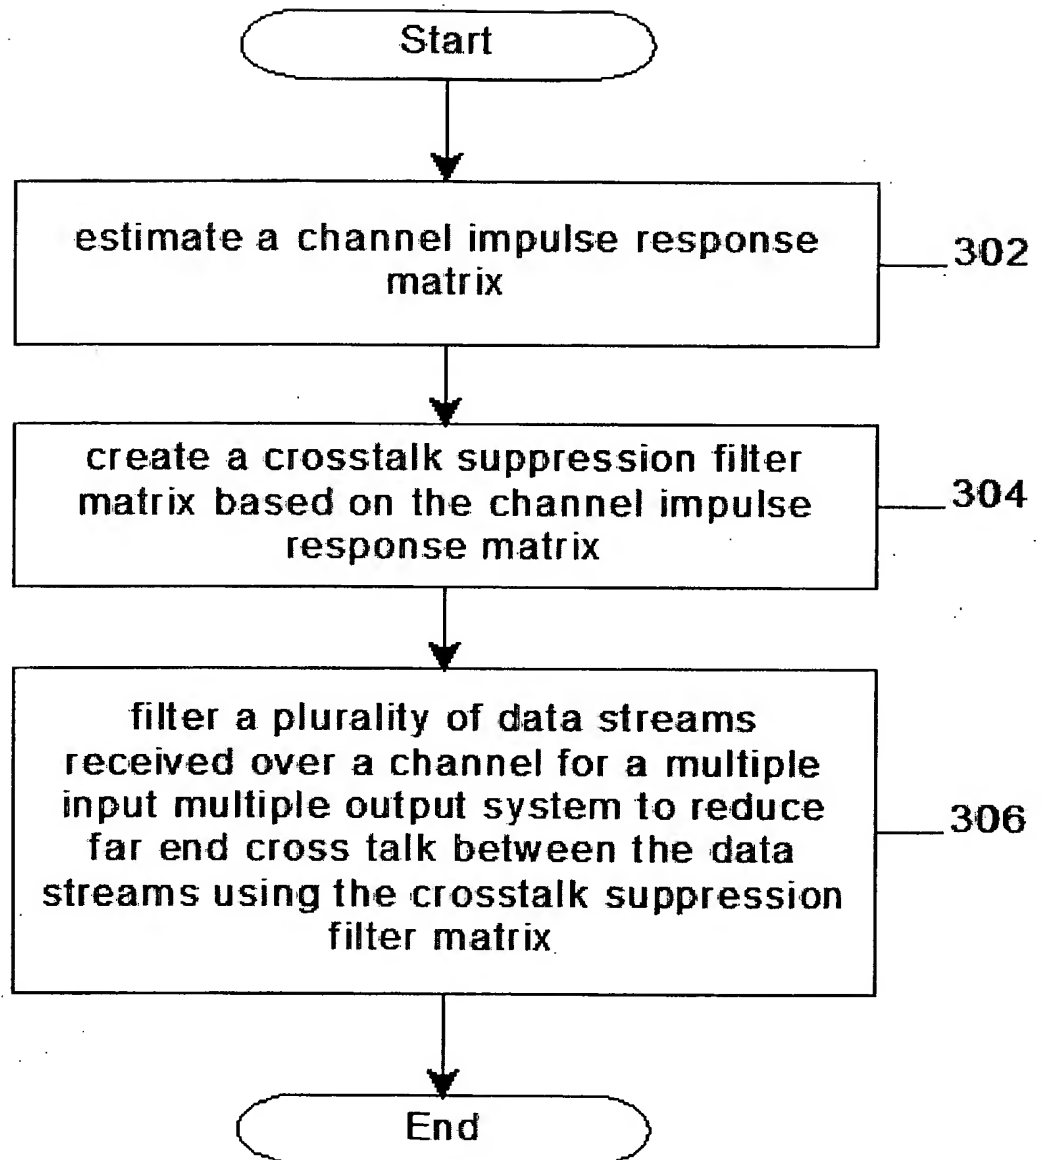 Start
estimate a channel impulse response
matrix
302
create a crosstalk suppression filter
matrix based on the channel impulse
response matrix
304
filter a plurality of data streams
received over a channel for a multiple
input multiple output system to reduce
far end cross talk between the data
streams using the crosstalk suppression
filter matrix
306
End